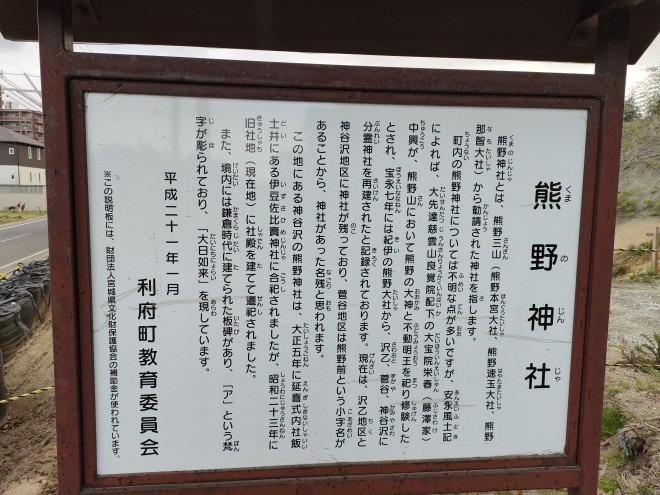 熊野神社
熊野神社とは、熊野三山（熊野本宮大社、熊野速玉大社、熊野
那智大社）から勧請された神社を指します。
町内の熊野神社については不明な点が多いですが、安永風土記
によれば、大先達慈雲山良覚院配下の大宝院栄春（藤澤家）
中興が、熊野山において熊野の大神と不動明王を祀り修験した
とされ、宝永七年には紀伊の熊野大社から、沢乙、菅谷、神谷沢に
分霊神社を再建されたと記録されております。現在は、沢乙地区と
神谷沢地区に神社が残っており、菅谷地区は熊野前という小字名が
あることから、神社があった名残と思われます。
この地にある神谷沢の熊野神社は、大正五年に延喜式内社飯
土井にある伊豆佐比賣神社に合祀されましたが、昭和二十三年に
旧社地（現在地）に社殿を建てて遷祀されました。
また、境内には鎌倉時代に建てられた板碑があり、「ア」という梵
字が彫られており、「大日如来」を現しています。
平成二十一年一月
利府町教育委員会
※この説明板には、財団法人宮城県文化財保護協会の補助金が使われています。